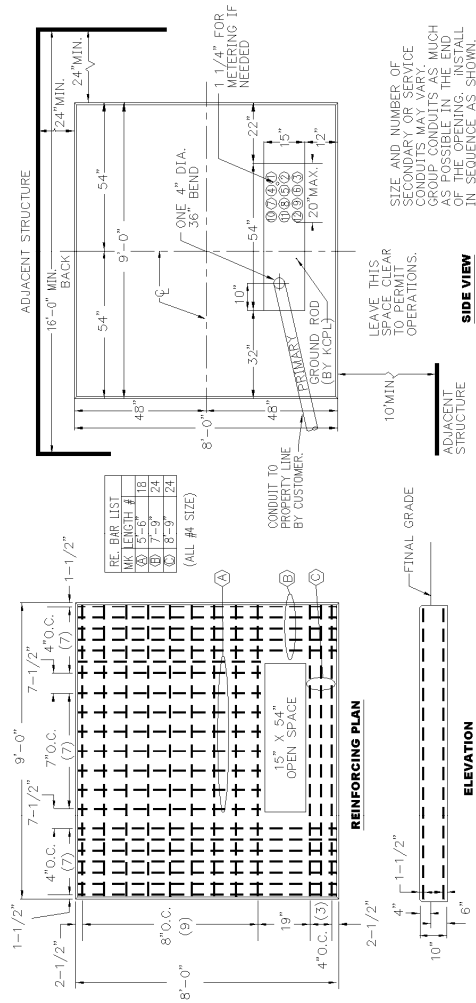 ADJACENT STRUCTURE
16'-0" MIN.
24"MIN.
24"MIN.
BACK
54"
54"
9'-0"
℄
ONE 4" DIA.
36" BEND
1 1/4" FOR
METERING IF
NEEDED
48"
48"
8'-0"
10"
54"
22"
15"
12"
32"
20"MAX.
⑩⑦④①
⑪⑧⑤②
⑫⑨⑥③
PRIMARY
GROUND ROD
(BY KCPL)
CONDUIT TO
PROPERTY LINE
BY CUSTOMER.
10'MIN.
ADJACENT
STRUCTURE
LEAVE THIS
SPACE CLEAR
TO PERMIT
OPERATIONS.
SIZE AND NUMBER OF
SECONDARY OR SERVICE
CONDUITS MAY VARY.
GROUP CONDUITS AS MUCH
AS POSSIBLE IN THE END
OF THE OPENING. INSTALL
IN SEQUENCE AS SHOWN.
SIDE VIEW
RE. BAR LIST
MK LENGTH #
A 5'-6" 18
B 7'-9" 24
C 8'-9" 24
(ALL #4 SIZE)
9'-0"
1-1/2"
4"O.C.
(7)
7-1/2"
7"O.C.
(7)
7-1/2"
4"O.C.
(7)
1-1/2"
2-1/2"
8"O.C.
(9)
8'-0"
19"
4"O.C.
(3)
2-1/2"
A
B
C
15" X 54"
OPEN SPACE
REINFORCING PLAN
FINAL GRADE
1-1/2"
4"
10"
6"
ELEVATION